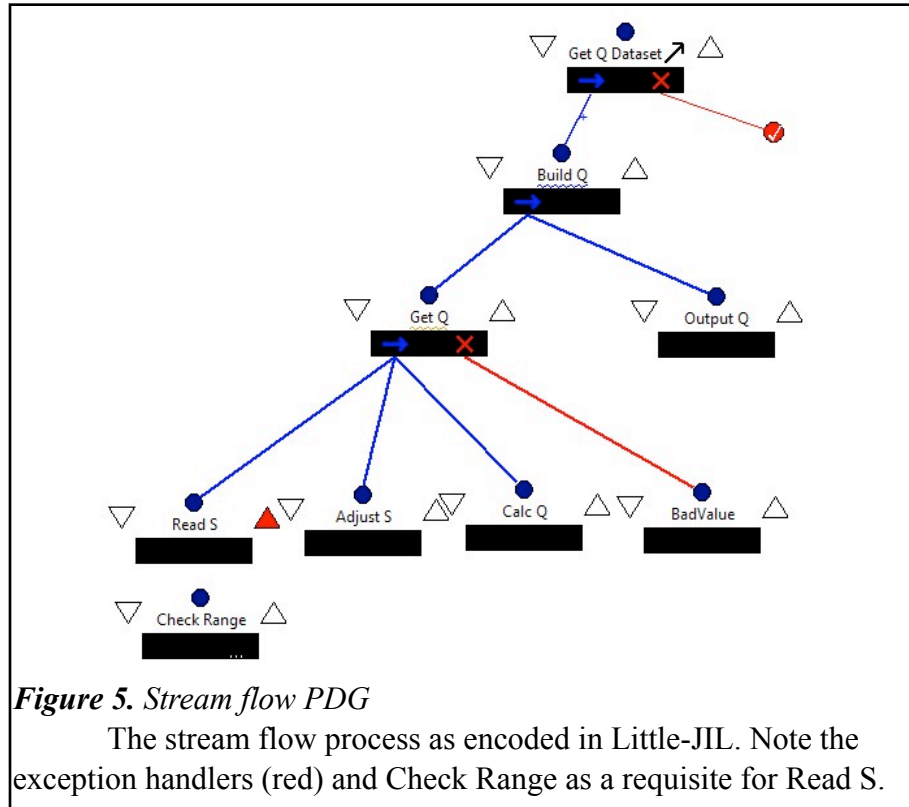 Get Q Dataset
Build Q
Get Q
Output Q
Read S
Adjust S
Calc Q
BadValue
Check Range
...
Figure 5. Stream flow PDG
The stream flow process as encoded in Little-JIL. Note the
exception handlers (red) and Check Range as a requisite for Read S.